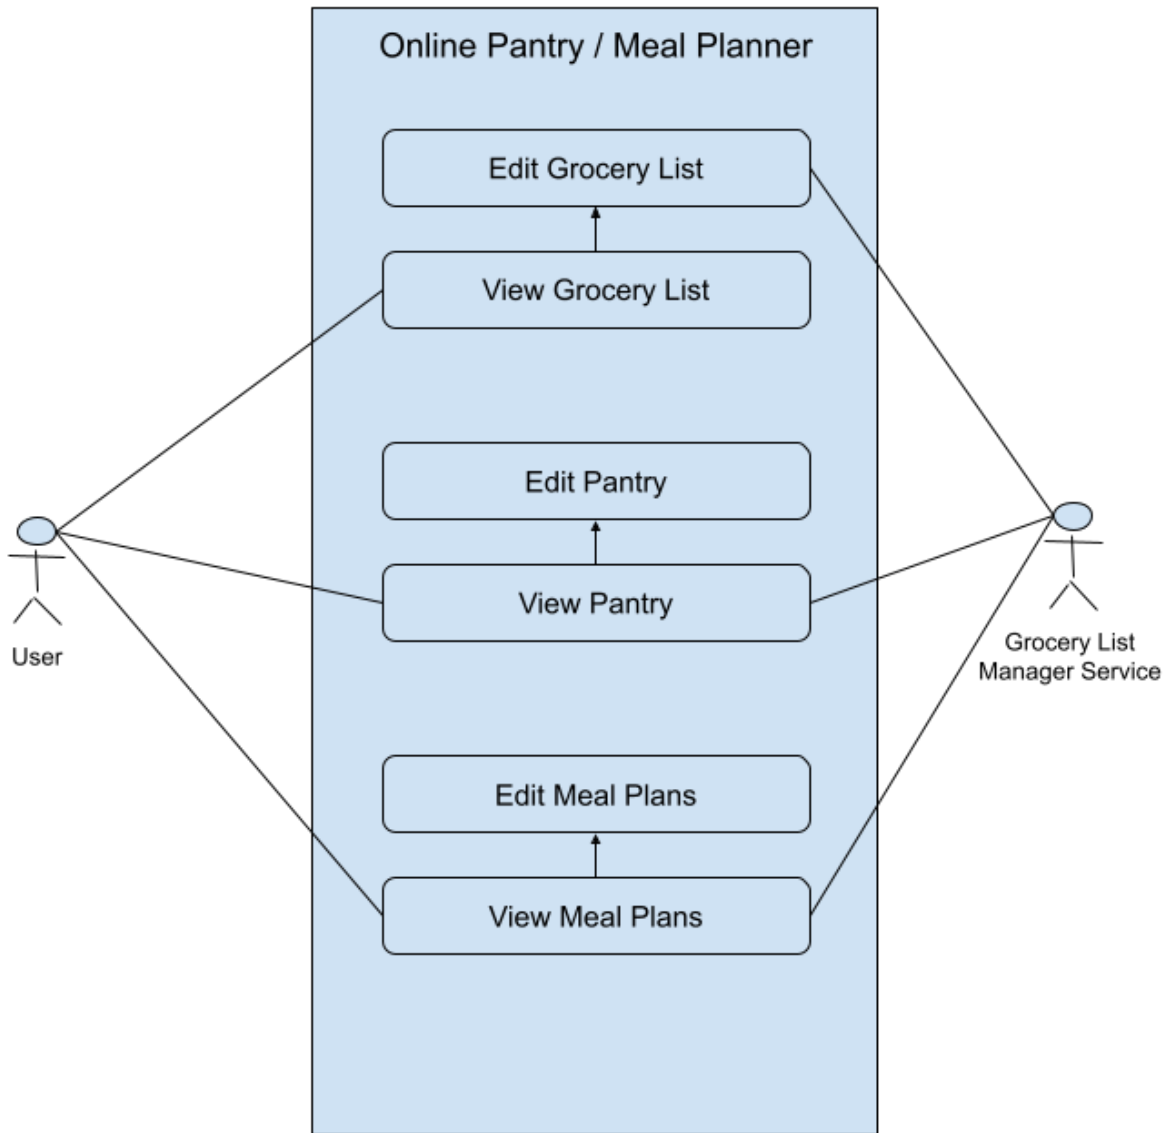 Online Pantry / Meal Planner
Edit Grocery List
View Grocery List
Edit Pantry
View Pantry
User
Grocery List
Manager Service
Edit Meal Plans
View Meal Plans